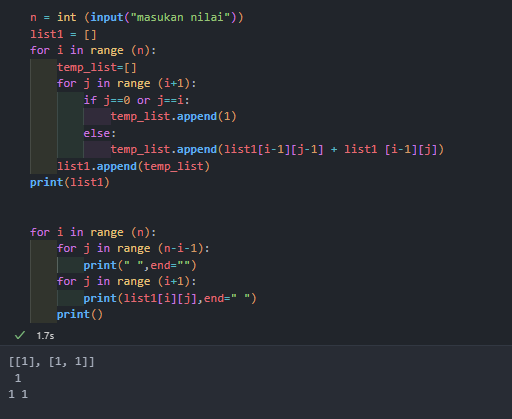 n = int (input("masukan nilai"))
list1 = []
for i in range (n):
    temp_list=[]
    for j in range (i+1):
        if j==0 or j==i:
            temp_list.append(1)
        else:
            temp_list.append(list1[i-1][j-1] + list1 [i-1][j])
    list1.append(temp_list)
print(list1)
for i in range (n):
    for j in range (n-i-1):
        print(" ",end="")
    for j in range (i+1):
        print(list1[i][j],end=" ")
    print()
✓ 1.7s
[[1], [1, 1]]
 1
1 1